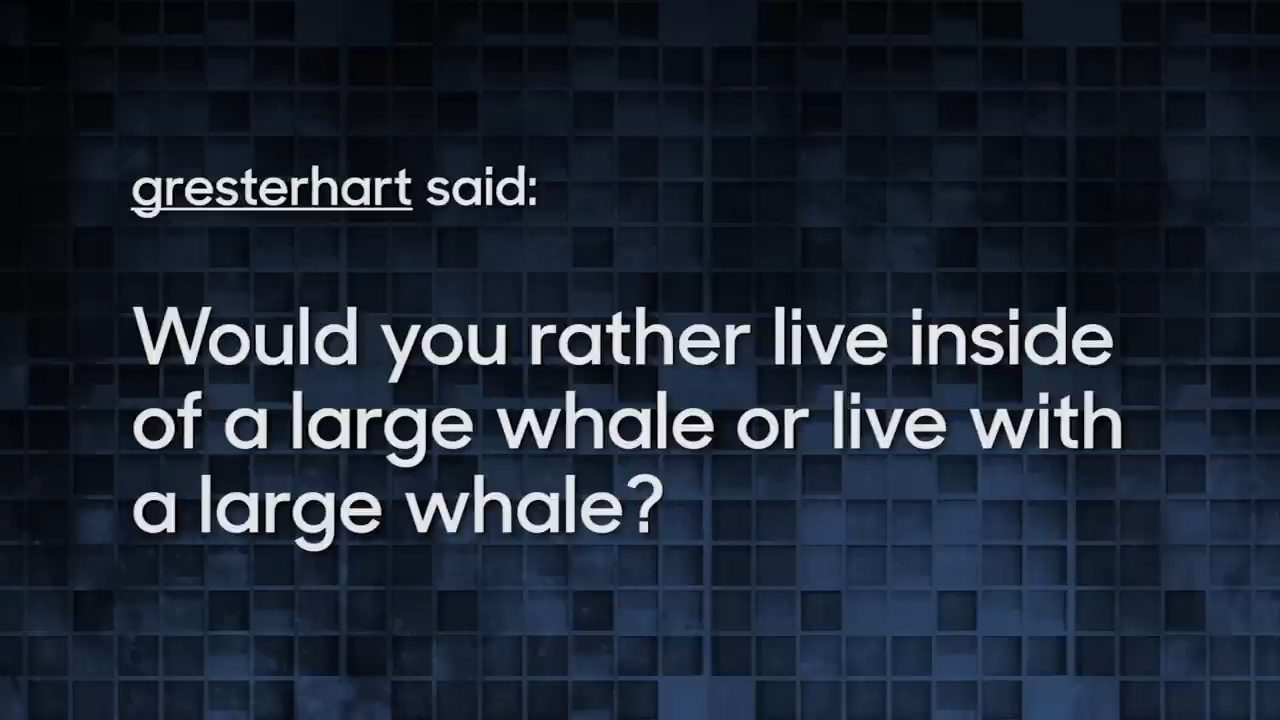 gresterhart said:
Would you rather live inside
of a large whale or live with
a large whale?